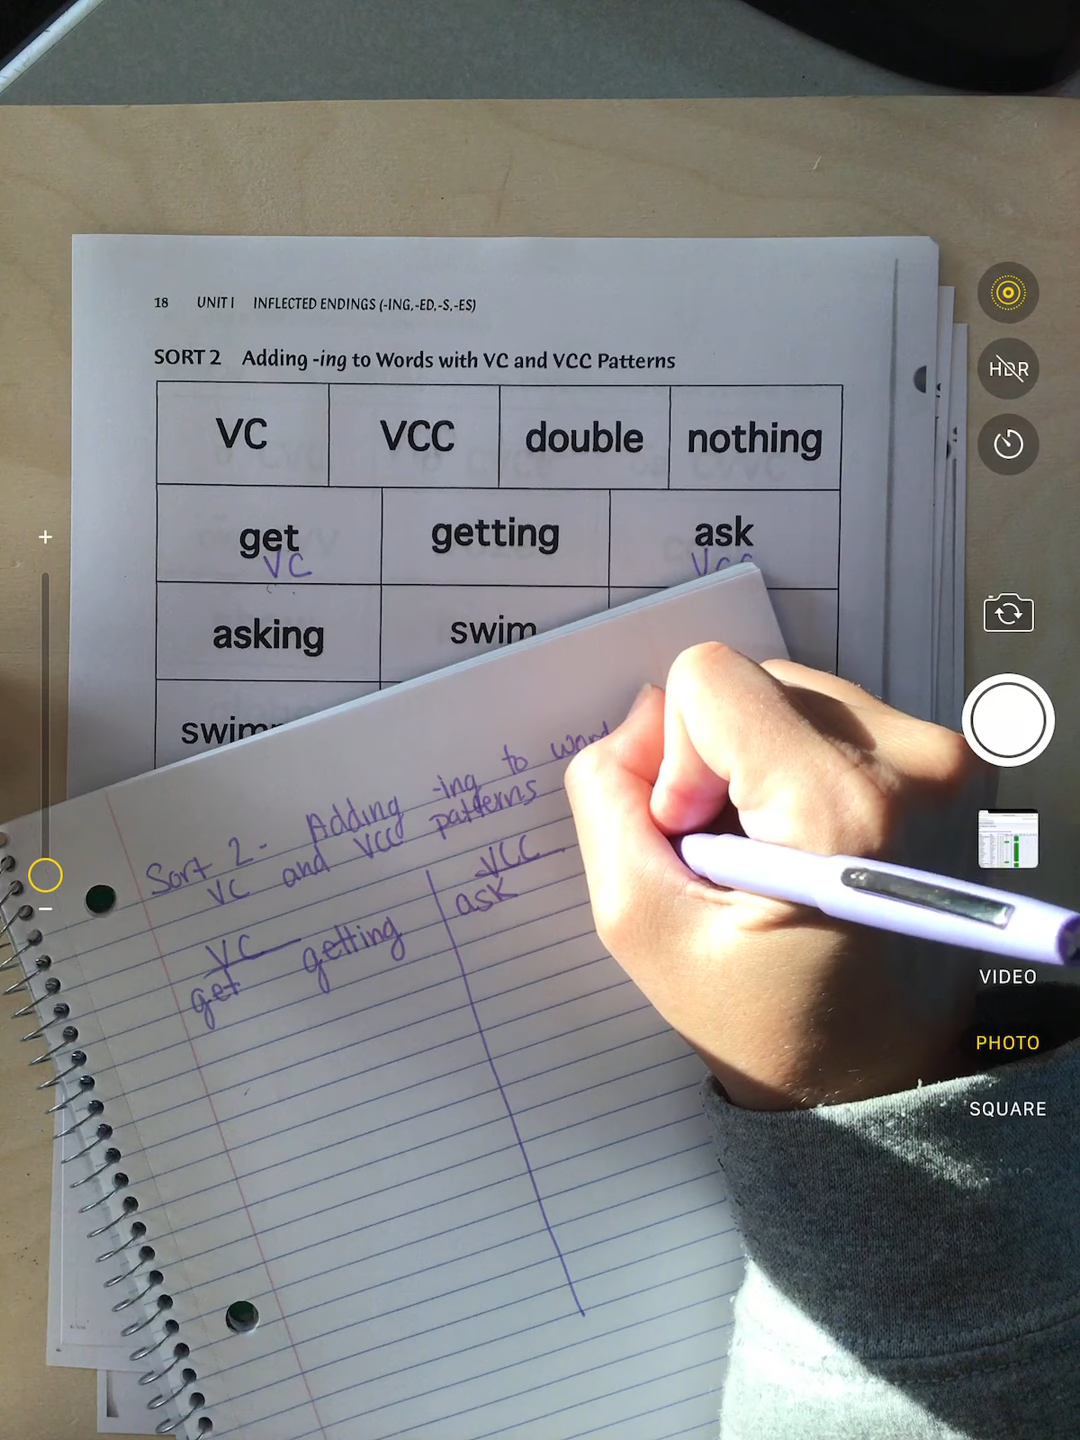 18 UNIT I INFLECTED ENDINGS (-ING,-ED,-S,-ES)
SORT 2 Adding -ing to Words with VC and VCC Patterns
VC VCC double nothing
get getting ask
VC VCC
asking swim
swim
Sort 2 - Adding -ing to word
VC and VCC patterns
VC VCC
get getting ask
HDR
VIDEO
PHOTO
SQUARE